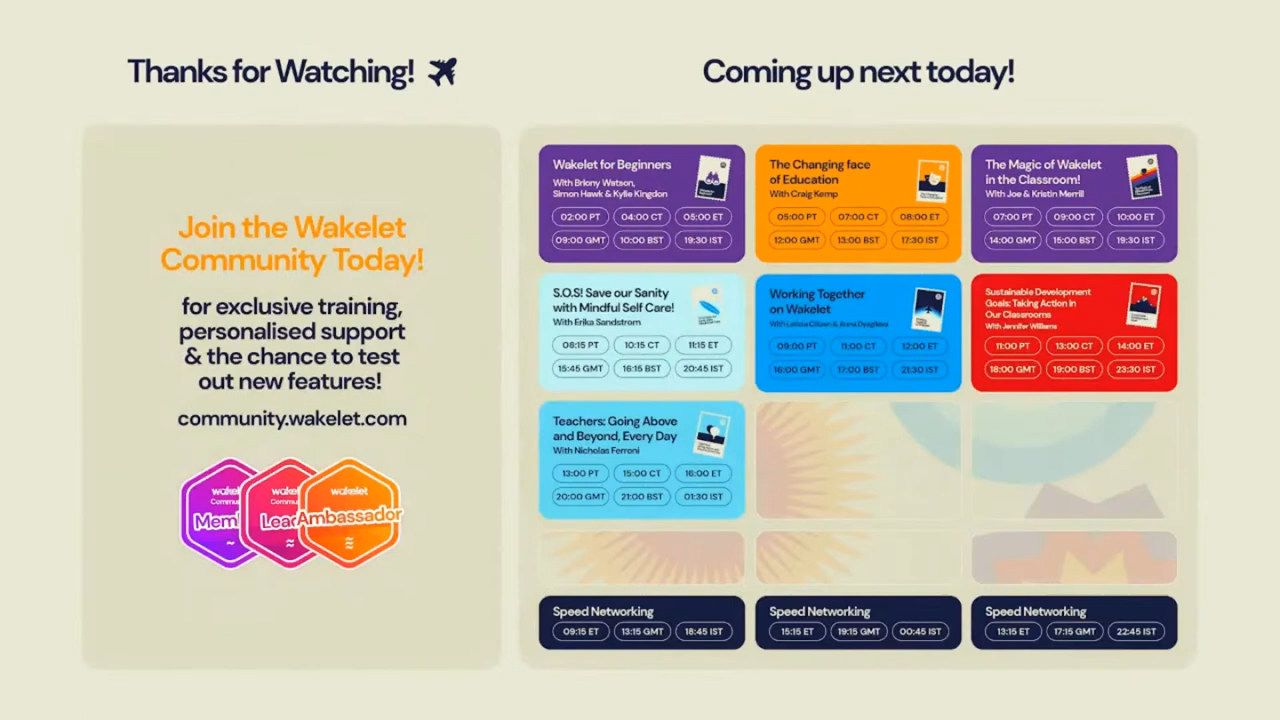 Thanks for Watching!
Join the Wakelet
Community Today!
for exclusive training,
personalised support
& the chance to test
out new features!
community.wakelet.com
wakelet
Ambassador
Coming up next today!
Wakelet for Beginners
With Briony Watson,
Simon Hawk & Kylie Kingdon
02:00 PT 04:00 CT 05:00 ET
09:00 GMT 10:00 BST 19:30 IST
The Changing face
of Education
With Craig Kemp
05:00 PT 07:00 CT 08:00 ET
12:00 GMT 13:00 BST 17:30 IST
The Magic of Wakelet
in the Classroom!
With Joe & Kristin Merrill
07:00 PT 09:00 CT 10:00 ET
14:00 GMT 15:00 BST 19:30 IST
S.O.S! Save our Sanity
with Mindful Self Care!
With Erika Sandstrom
08:15 PT 10:15 CT 11:15 ET
15:45 GMT 16:15 BST 20:45 IST
Working Together
on Wakelet
With & Anna
09:00 PT 11:00 CT 12:00 ET
16:00 GMT 17:00 BST 21:30 IST
Sustainable Development
Goals: Taking Action in
Our Classrooms
With Jennifer Williams
11:00 PT 13:00 CT 14:00 ET
18:00 GMT 19:00 BST 23:30 IST
Teachers: Going Above
and Beyond, Every Day
With Nicholas Ferroni
13:00 PT 15:00 CT 16:00 ET
20:00 GMT 21:00 BST 01:30 IST
Speed Networking
09:15 ET 13:15 GMT 18:45 IST
Speed Networking
15:15 ET 19:15 GMT 00:45 IST
Speed Networking
13:15 ET 17:15 GMT 22:45 IST